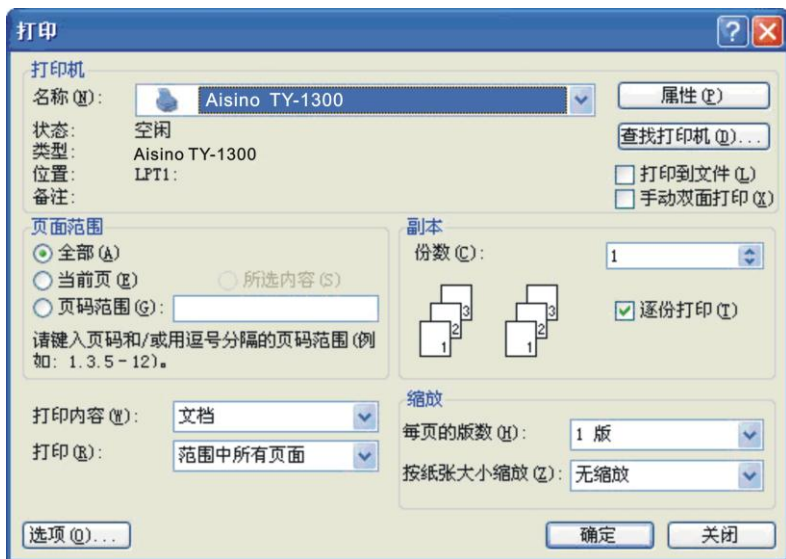 打印
打印机
名称(N): Aisino TY-1300 属性(P)
状态: 空闲 查找打印机(D)...
类型: Aisino TY-1300
位置: LPT1: 打印到文件(L)
备注: 手动双面打印(X)
页面范围
全部(A)
当前页(E) 所选内容(S)
页码范围(G):
请键入页码和/或用逗号分隔的页码范围(例
如: 1.3.5-12)。
副本
份数(C): 1
1 2 3 1 2 3 逐份打印(T)
打印内容(W): 文档
打印(R): 范围中所有页面
缩放
每页的版数(H): 1 版
按纸张大小缩放(Z): 无缩放
选项(O)... 确定 关闭